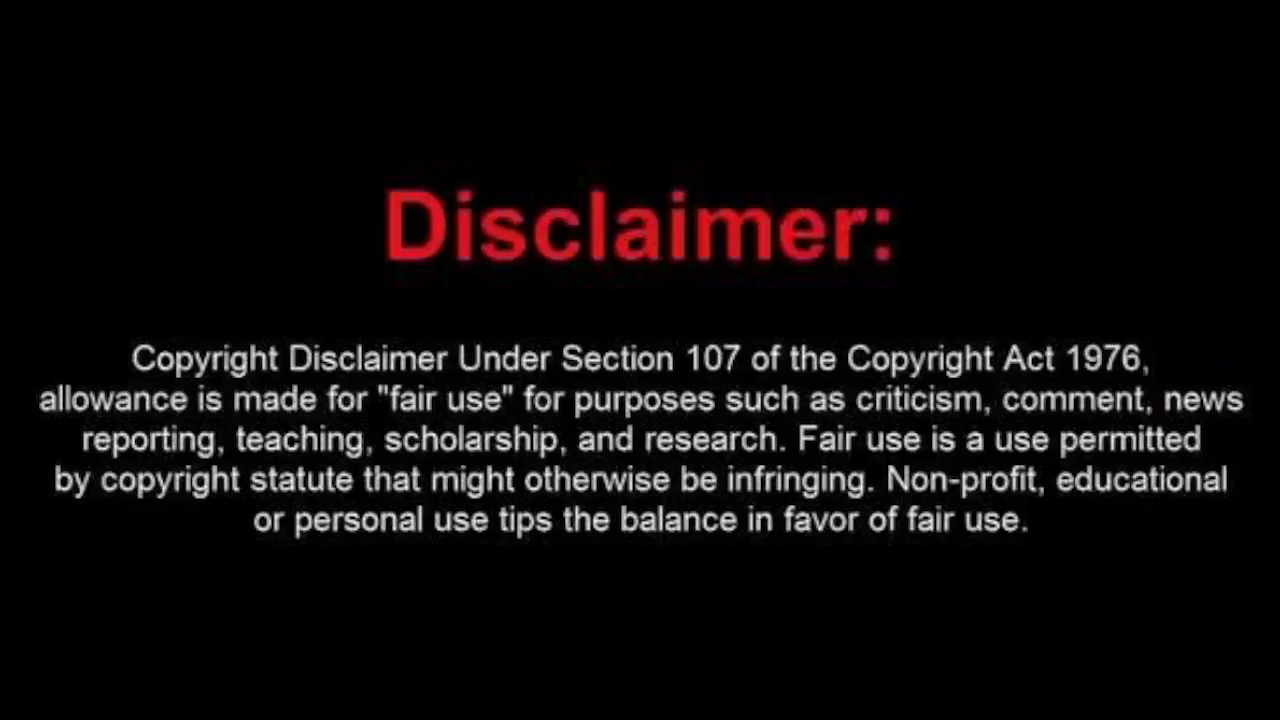 Disclaimer:
Copyright Disclaimer Under Section 107 of the Copyright Act 1976,
allowance is made for "fair use" for purposes such as criticism, comment, news
reporting, teaching, scholarship, and research. Fair use is a use permitted
by copyright statute that might otherwise be infringing. Non-profit, educational
or personal use tips the balance in favor of fair use.